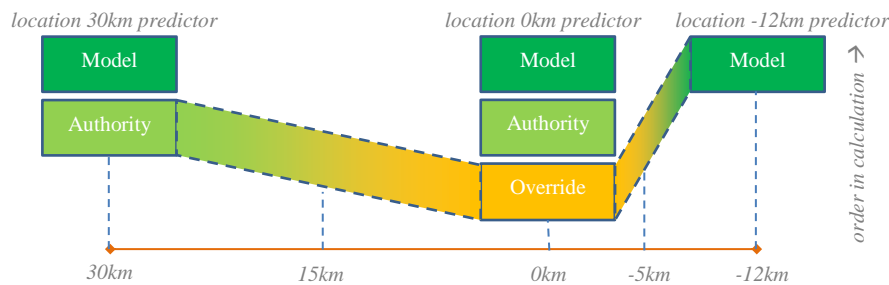 location 30km predictor
location 0km predictor
location -12km predictor
Model
Model
Model
Authority
Authority
Override
order in calculation →
30km
15km
0km
-5km
-12km